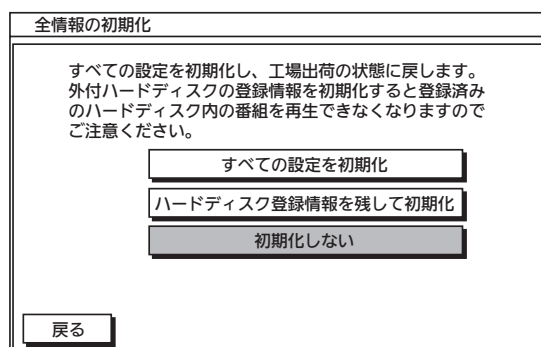 全情報の初期化
すべての設定を初期化し、工場出荷の状態に戻します。
外付ハードディスクの登録情報を初期化すると登録済み
のハードディスク内の番組を再生できなくなりますので
ご注意ください。
すべての設定を初期化
ハードディスク登録情報を残して初期化
初期化しない
戻る